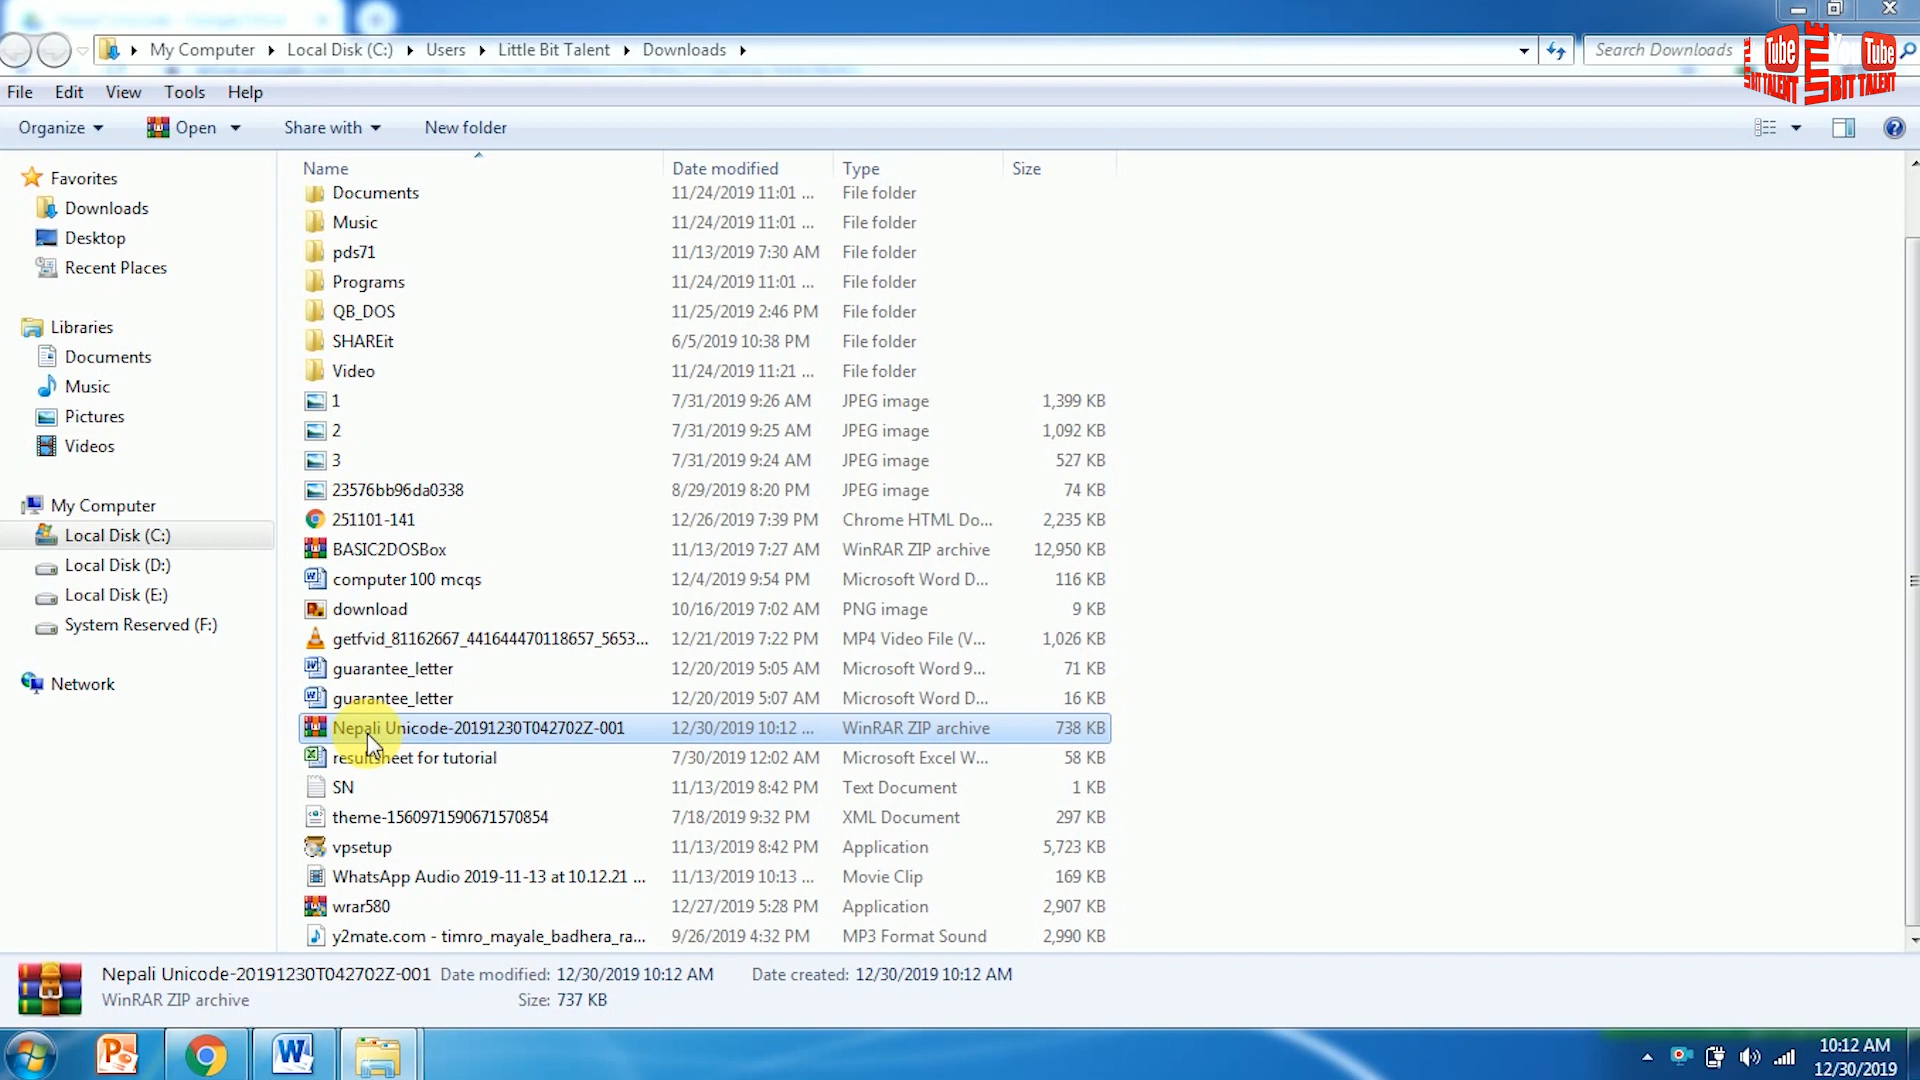 My Computer Local Disk (C:) Users Little Bit Talent Downloads
Search Downloads
Tube
Tube
BIT TALENT
BIT TALENT
File Edit View Tools Help
Organize Open Share with New folder
Name Date modified Type Size
Favorites
Downloads
Desktop
Recent Places
Libraries
Documents
Music
Pictures
Videos
My Computer
Local Disk (C:)
Local Disk (D:)
Local Disk (E:)
System Reserved (F:)
Network
Documents 11/24/2019 11:01 ... File folder
Music 11/24/2019 11:01 ... File folder
pds71 11/13/2019 7:30 AM File folder
Programs 11/24/2019 11:01 ... File folder
QB_DOS 11/25/2019 2:46 PM File folder
SHAREit 6/5/2019 10:38 PM File folder
Video 11/24/2019 11:21 ... File folder
1 7/31/2019 9:26 AM JPEG image 1,399 KB
2 7/31/2019 9:25 AM JPEG image 1,092 KB
3 7/31/2019 9:24 AM JPEG image 527 KB
23576bb96da0338 8/29/2019 8:20 PM JPEG image 74 KB
251101-141 12/26/2019 7:39 PM Chrome HTML Do... 2,235 KB
BASIC2DOSBox 11/13/2019 7:27 AM WinRAR ZIP archive 12,950 KB
computer 100 mcqs 12/4/2019 9:54 PM Microsoft Word D... 116 KB
download 10/16/2019 7:02 AM PNG image 9 KB
getfvid_81162667_441644470118657_5653... 12/21/2019 7:22 PM MP4 Video File (V... 1,026 KB
guarantee_letter 12/20/2019 5:05 AM Microsoft Word 9... 71 KB
guarantee_letter 12/20/2019 5:07 AM Microsoft Word D... 16 KB
Nepali Unicode-20191230T042702Z-001 12/30/2019 10:12 ... WinRAR ZIP archive 738 KB
resultsheet for tutorial 7/30/2019 12:02 AM Microsoft Excel W... 58 KB
SN 11/13/2019 8:42 PM Text Document 1 KB
theme-1560971590671570854 7/18/2019 9:32 PM XML Document 297 KB
vpsetup 11/13/2019 8:42 PM Application 5,723 KB
WhatsApp Audio 2019-11-13 at 10.12.21 ... 11/13/2019 10:13 ... Movie Clip 169 KB
wrar580 12/27/2019 5:28 PM Application 2,907 KB
y2mate.com - timro_mayale_badhera_ra... 9/26/2019 4:32 PM MP3 Format Sound 2,990 KB
Nepali Unicode-20191230T042702Z-001 Date modified: 12/30/2019 10:12 AM Date created: 12/30/2019 10:12 AM
WinRAR ZIP archive Size: 737 KB
10:12 AM
12/30/2019